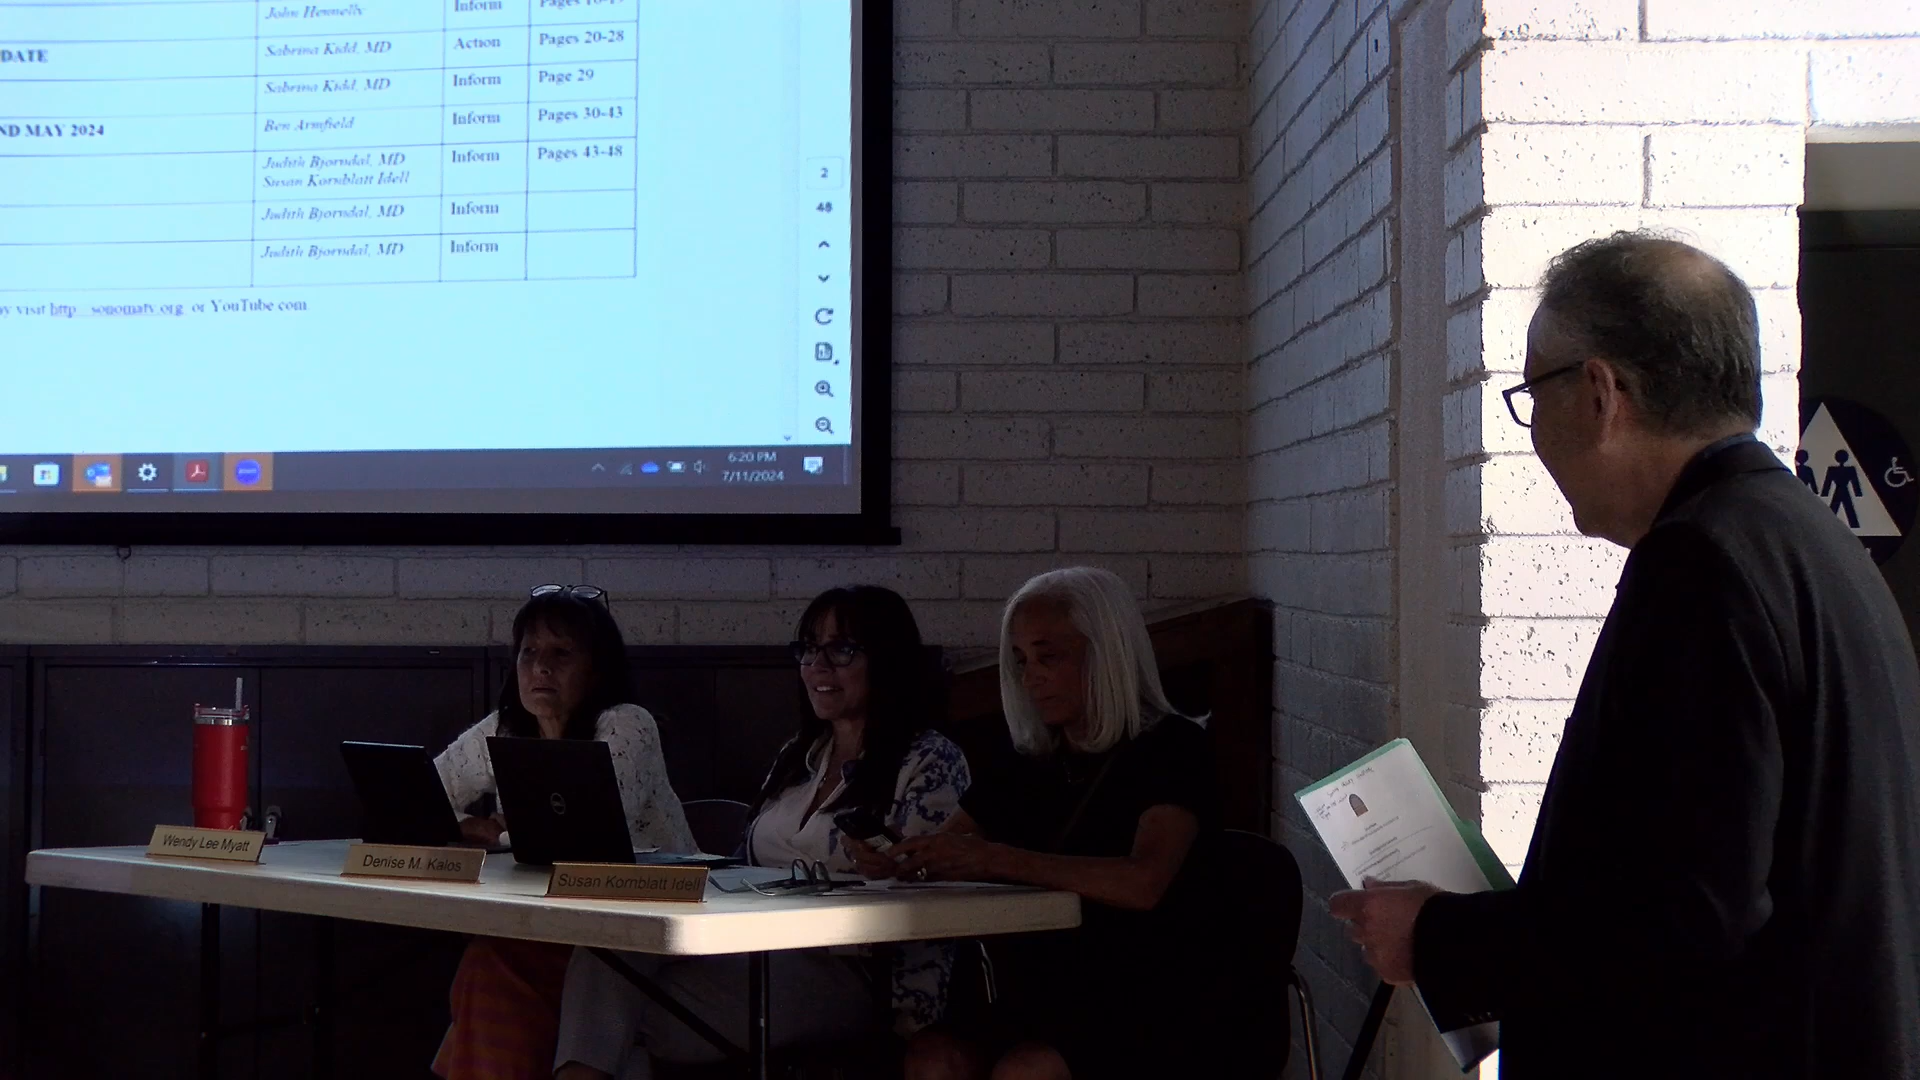 John Hennelly Inform
DATE Sabrina Kidd, MD Action Pages 20-28
Sabrina Kidd, MD Inform Page 29
ND MAY 2024 Ben Armfield Inform Pages 30-43
Judith Bjorndal, MD Inform Pages 43-48
Susan Kornblatt Idell
Judith Bjorndal, MD Inform
Judith Bjorndal, MD Inform
visit http sonomatv.org or YouTube.com
2
48
6:20 PM
7/11/2024
Wendy Lee Myatt
Denise M. Kalos
Susan Kornblatt Idell